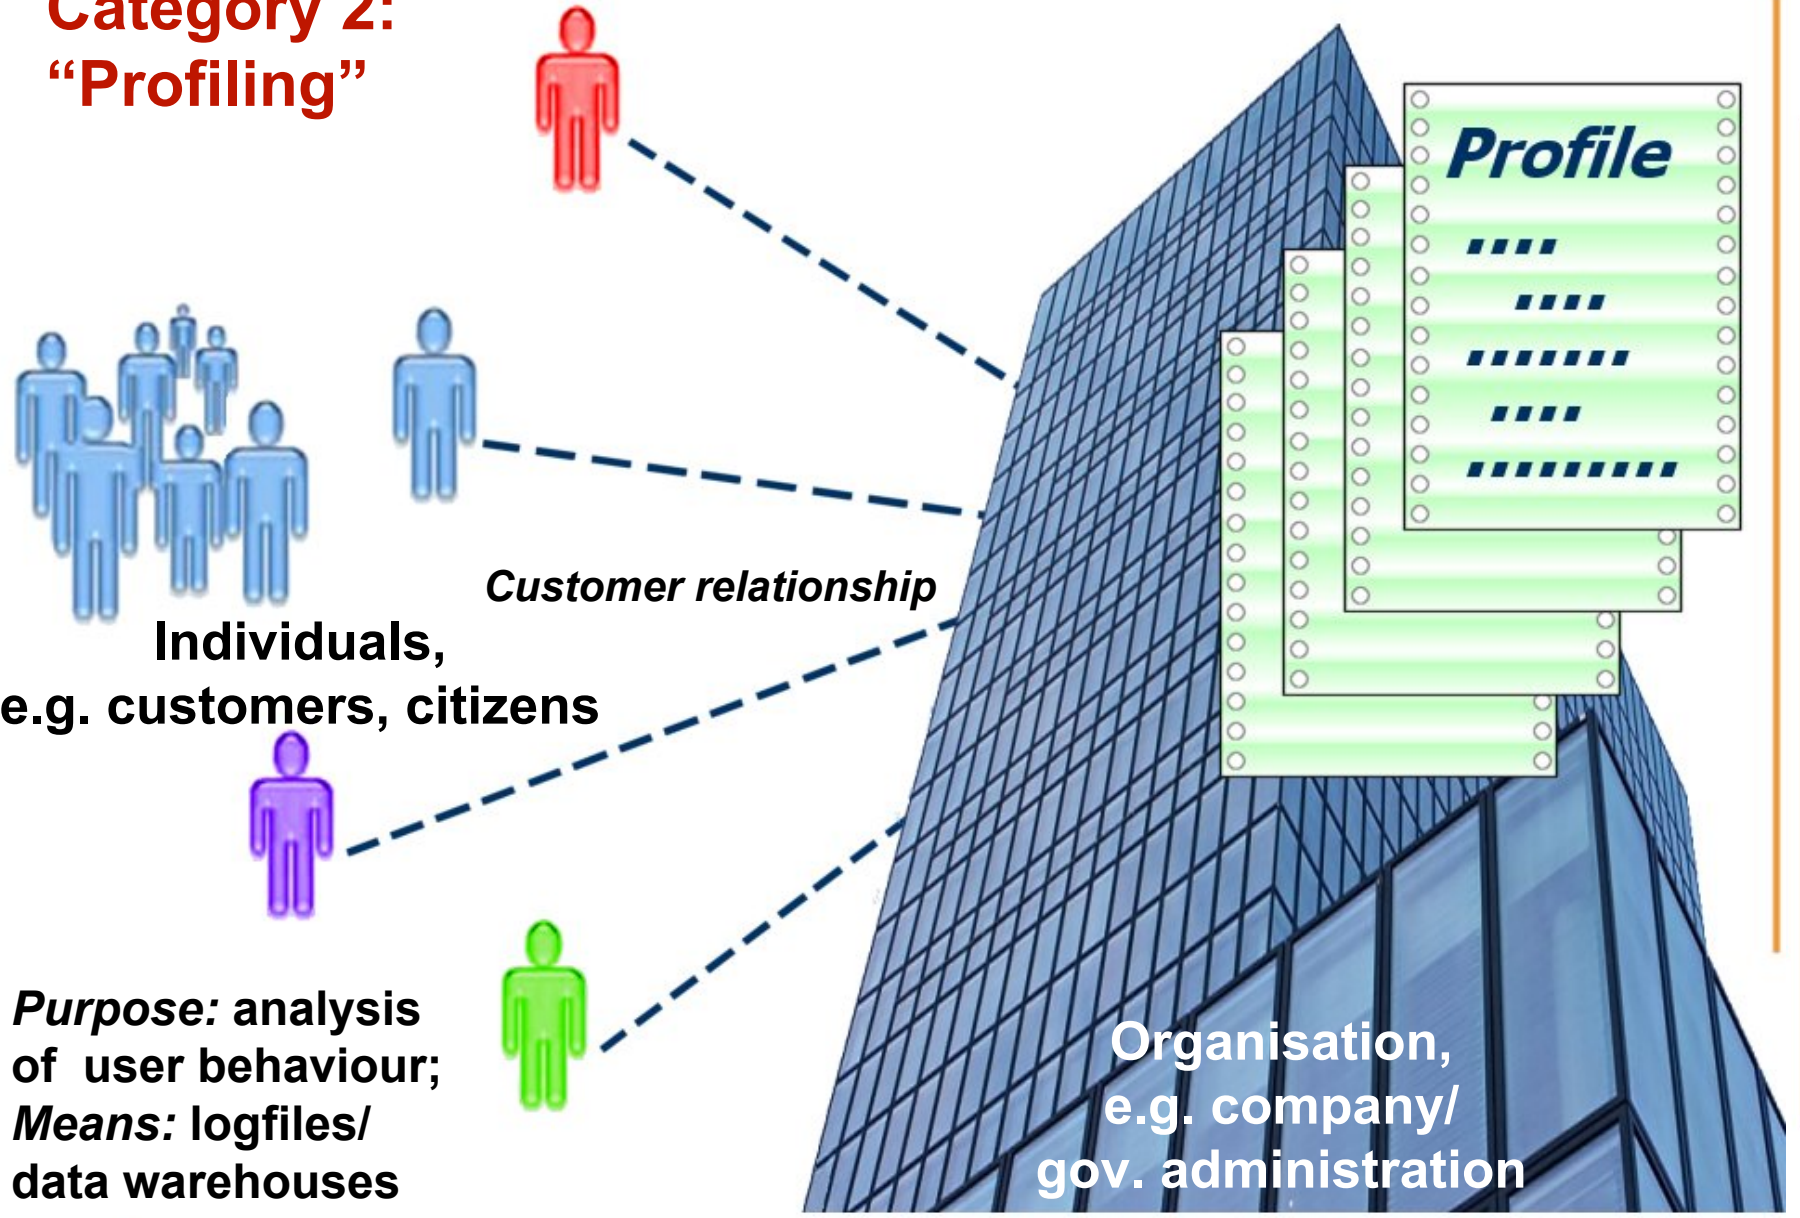 Category 2:
“Profiling”
Profile
Customer relationship
Individuals,
e.g. customers, citizens
Purpose: analysis
of user behaviour;
Means: logfiles/
data warehouses
Organisation,
e.g. company/
gov. administration